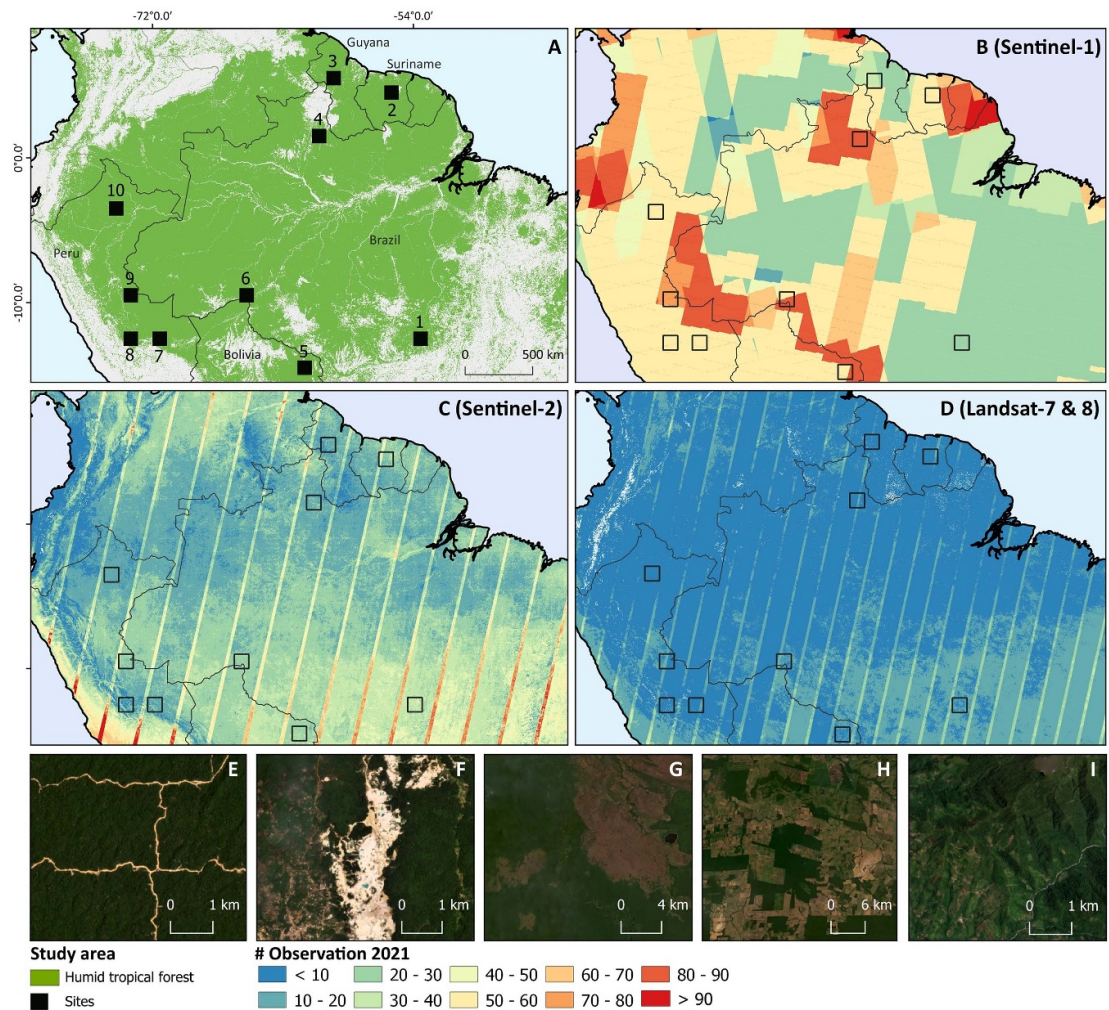 -72°0.0' -54°0.0'
A
Guyana
Suriname
3
2
4
0°0.0'
10
Peru
Brazil
9
6
-10°0.0'
1
8
7
Bolivia
5
0 500 km
B (Sentinel-1)
C (Sentinel-2)
D (Landsat-7 & 8)
E
0 1 km
F
0 1 km
G
0 4 km
H
0 6 km
I
0 1 km
Study area
Humid tropical forest
Sites
# Observation 2021
< 10 20 - 30 40 - 50 60 - 70 80 - 90
10 - 20 30 - 40 50 - 60 70 - 80 > 90